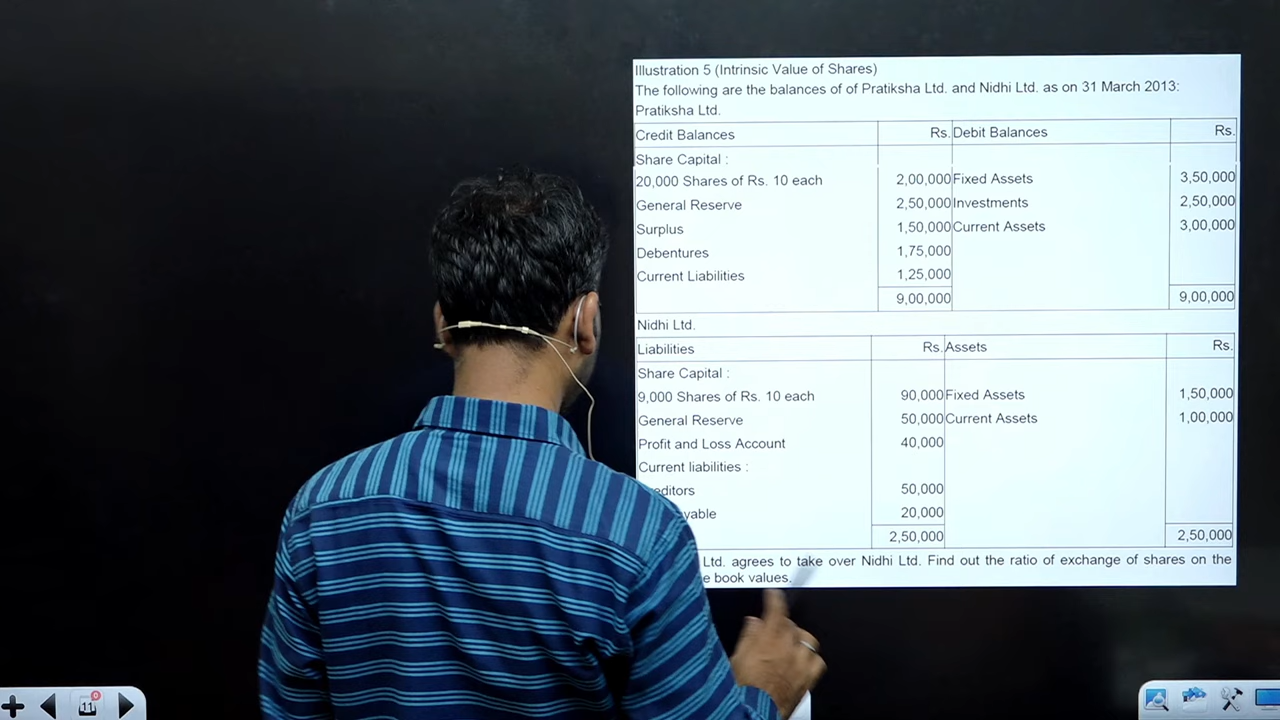 Illustration 5 (Intrinsic Value of Shares)
The following are the balances of of Pratiksha Ltd. and Nidhi Ltd. as on 31 March 2013:
Pratiksha Ltd.
Credit Balances Rs. Debit Balances Rs.
Share Capital :
20,000 Shares of Rs. 10 each 2,00,000 Fixed Assets 3,50,000
General Reserve 2,50,000 Investments 2,50,000
Surplus 1,50,000 Current Assets 3,00,000
Debentures 1,75,000
Current Liabilities 1,25,000
9,00,000 9,00,000
Nidhi Ltd.
Liabilities Rs. Assets Rs.
Share Capital :
9,000 Shares of Rs. 10 each 90,000 Fixed Assets 1,50,000
General Reserve 50,000 Current Assets 1,00,000
Profit and Loss Account 40,000
Current liabilities :
editors 50,000
yable 20,000
2,50,000 2,50,000
Ltd. agrees to take over Nidhi Ltd. Find out the ratio of exchange of shares on the
e book values.
11
0